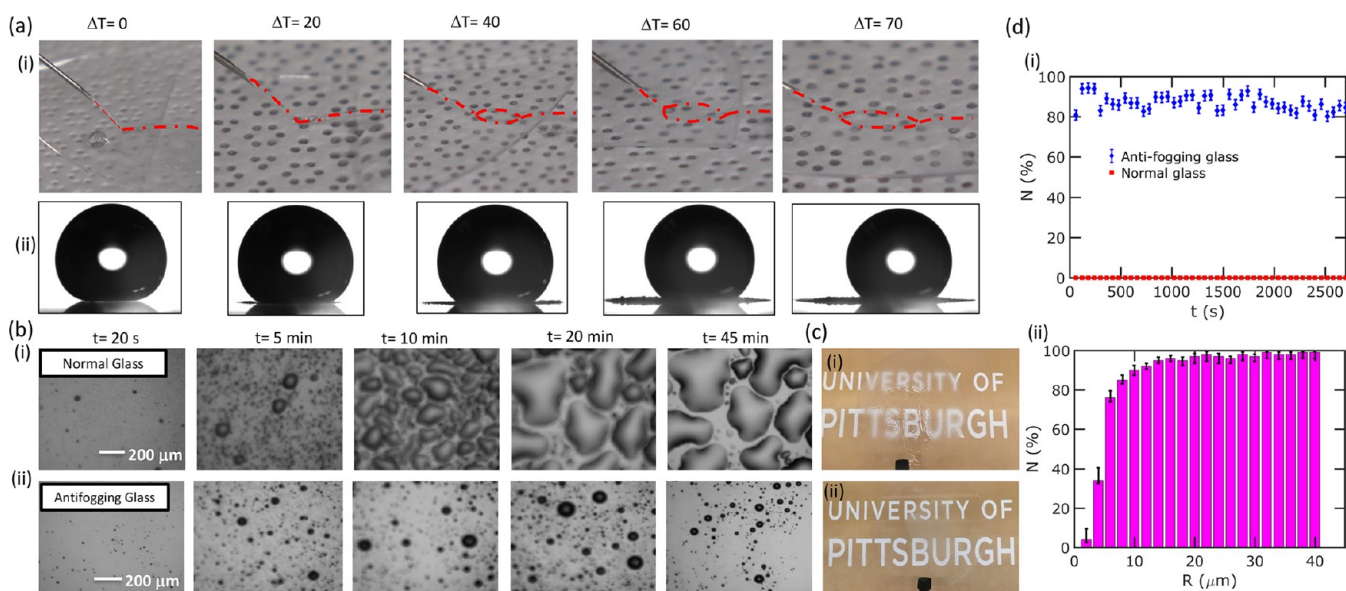 (a)
ΔT= 0
ΔT= 20
ΔT= 40
ΔT= 60
ΔT= 70
(i)
(ii)
(b)
t= 20 s
t= 5 min
t= 10 min
t= 20 min
t= 45 min
(i)
Normal Glass
200 μm
(ii)
Antifogging Glass
200 μm
(c)
(i)
UNIVERSITY OF
PITTSBURGH
(ii)
UNIVERSITY OF
PITTSBURGH
(d)
(i)
100
80
60
40
20
0
N (%)
Anti-fogging glass
Normal glass
0 500 1000 1500 2000 2500
t (s)
(ii)
100
80
60
40
20
0
N (%)
0 10 20 30 40
R (μm)